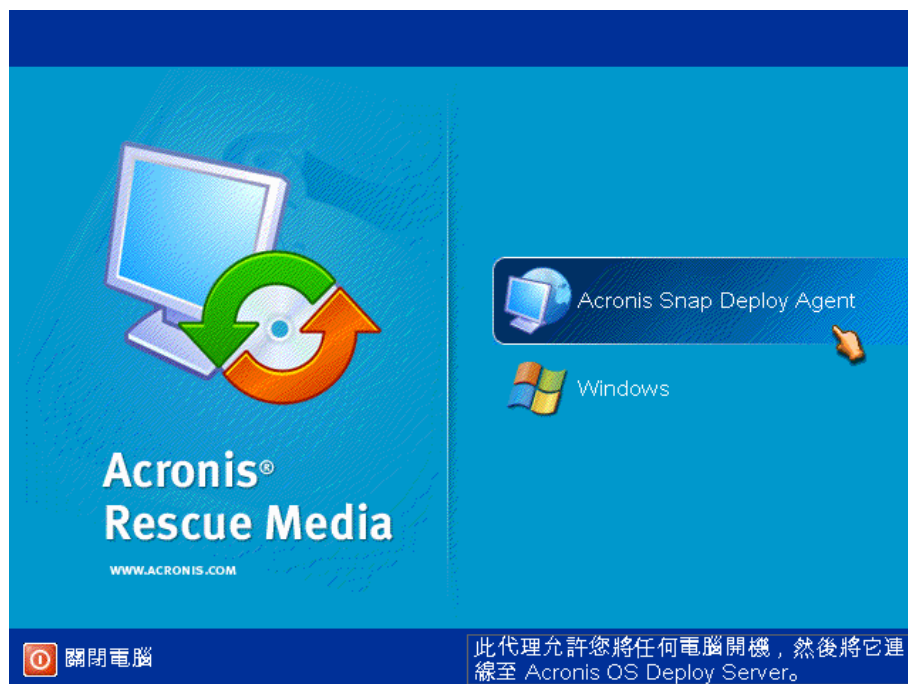 Acronis®
Rescue Media
WWW.ACRONIS.COM
Acronis Snap Deploy Agent
Windows
關閉電腦
此代理允許您將任何電腦開機，然後將它連
線至 Acronis OS Deploy Server。